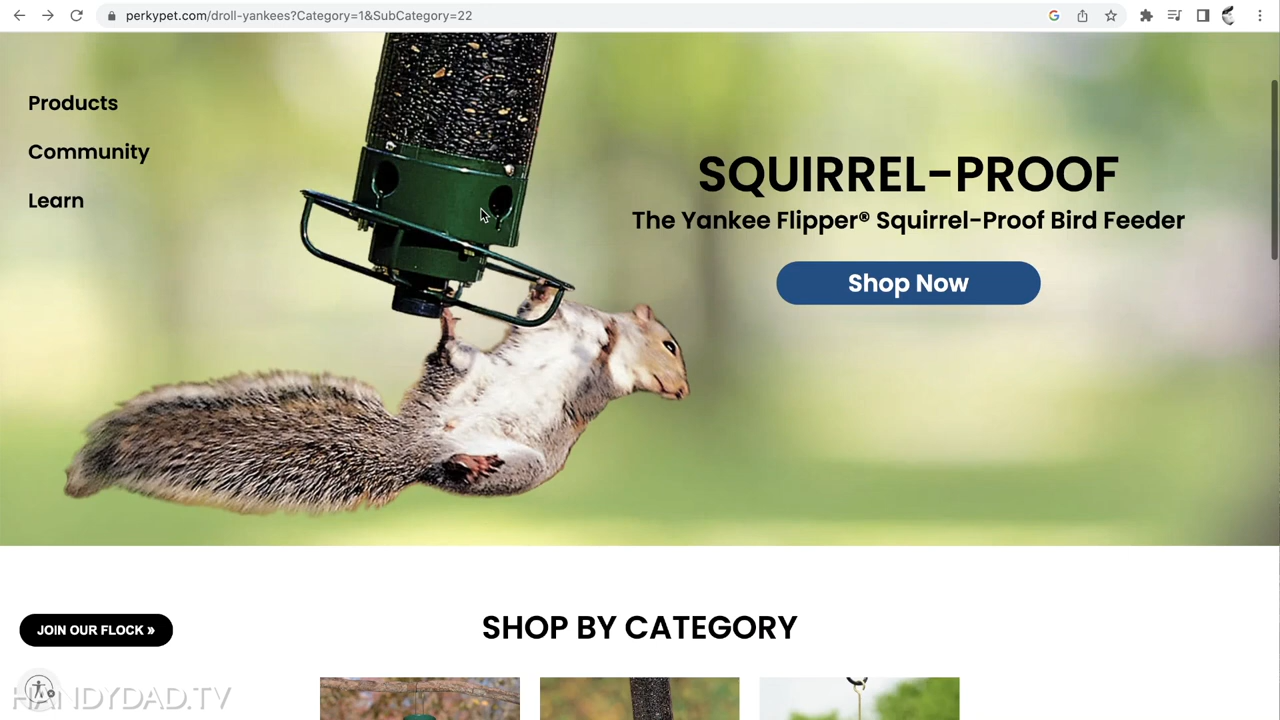 perkypet.com/droll-yankees?Category=1&SubCategory=22
Products
Community
Learn
SQUIRREL-PROOF
The Yankee Flipper® Squirrel-Proof Bird Feeder
Shop Now
JOIN OUR FLOCK »
SHOP BY CATEGORY
HANDYDAD.TV